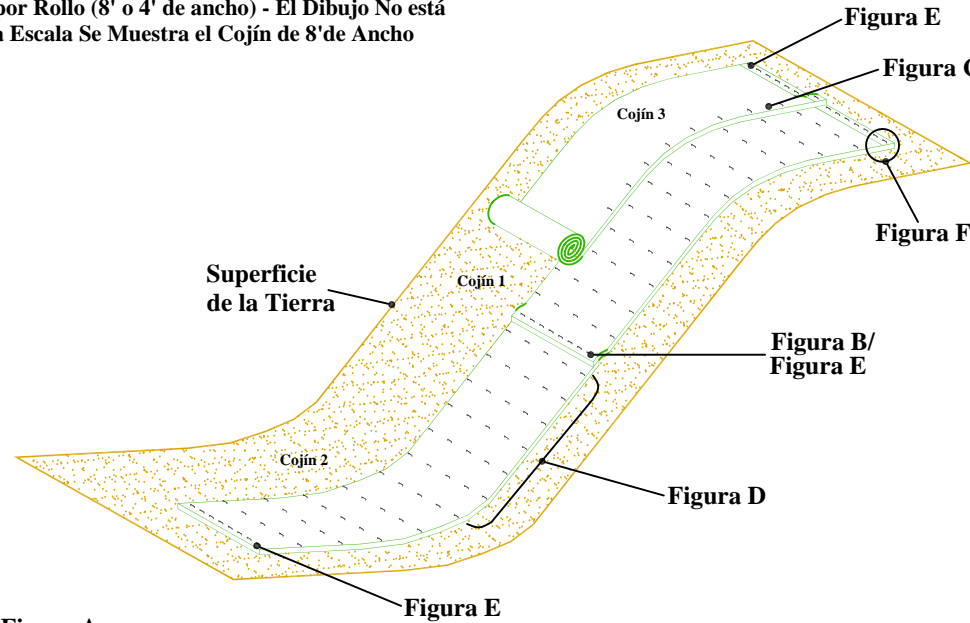 por Rollo (8' o 4' de ancho) - El Dibujo No está
a Escala Se Muestra el Cojín de 8'de Ancho
Figura E
Figura
Cojín 3
Figura F
Superficie
de la Tierra
Cojín 1
Figura B/
Figura E
Cojín 2
Figura D
Figura E